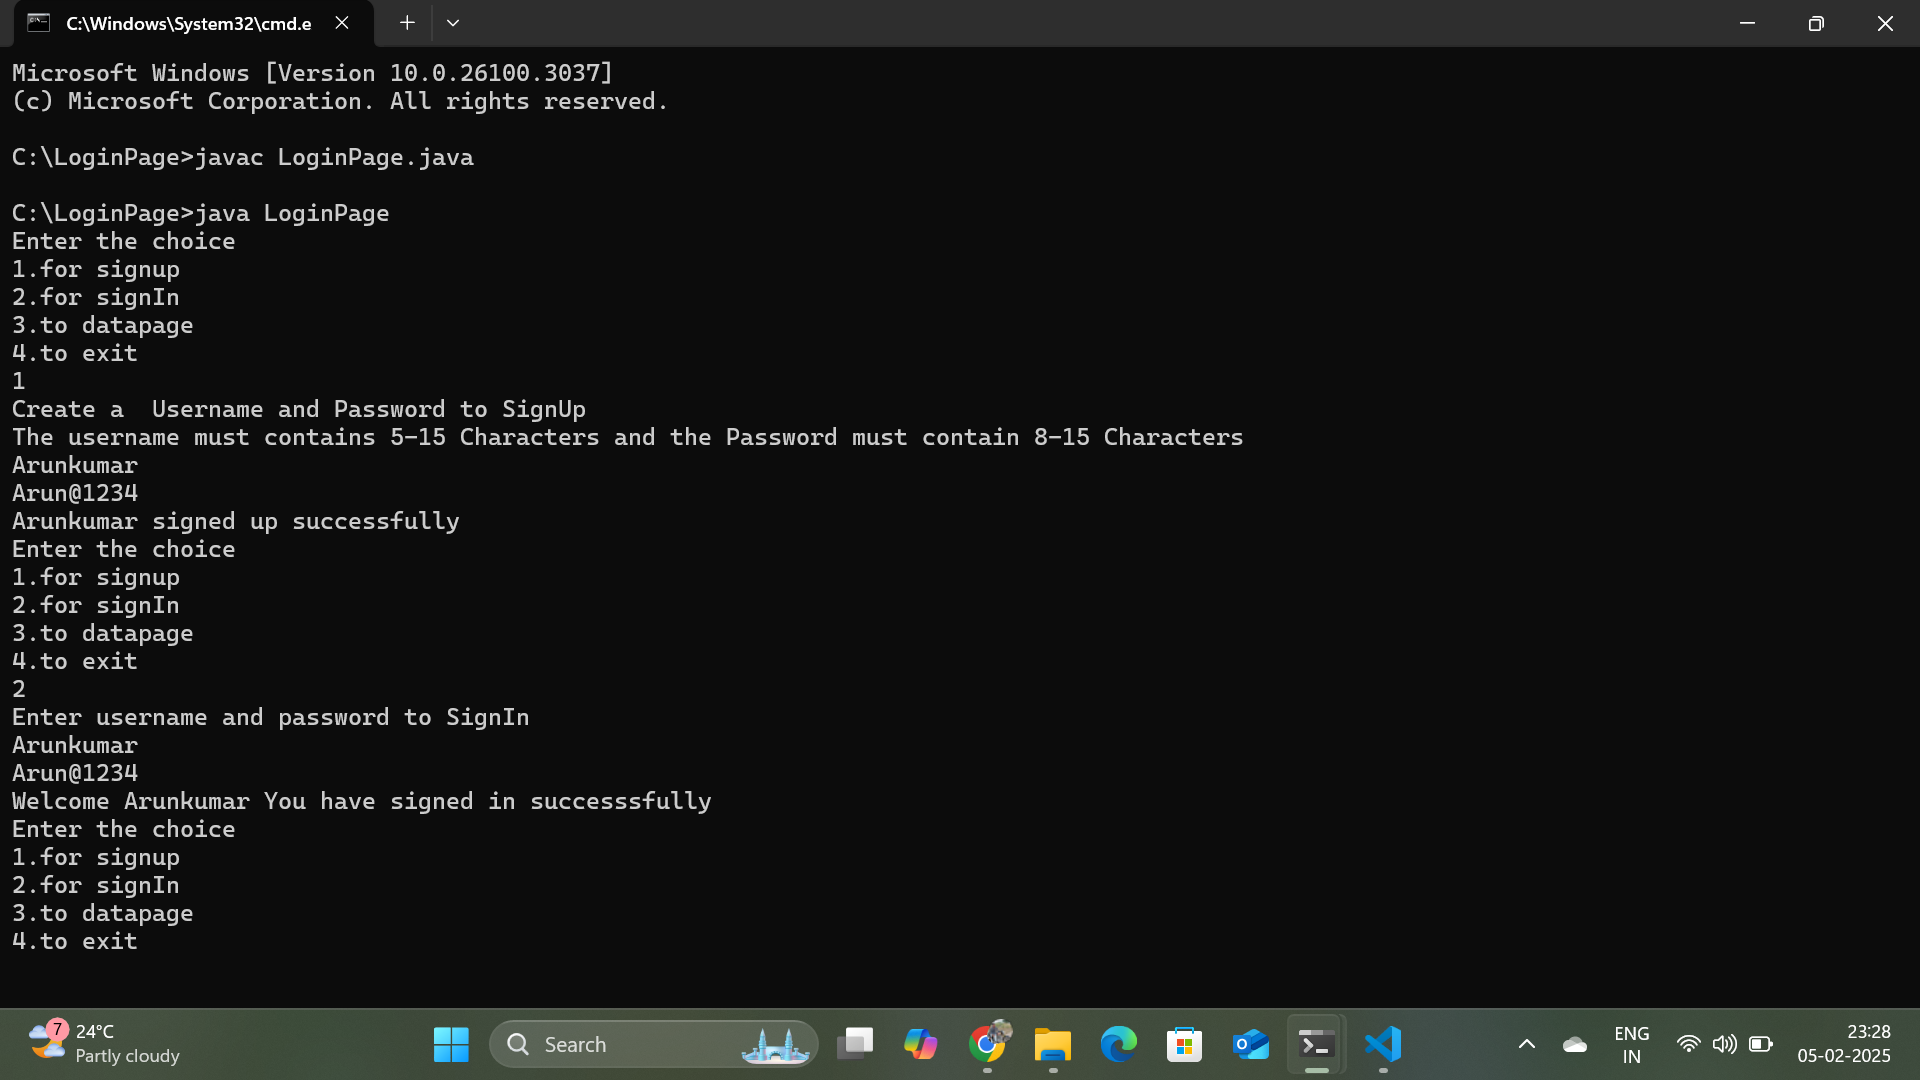 C:\Windows\System32\cmd.e
Microsoft Windows [Version 10.0.26100.3037]
(c) Microsoft Corporation. All rights reserved.
C:\LoginPage>javac LoginPage.java
C:\LoginPage>java LoginPage
Enter the choice
1.for signup
2.for signIn
3.to datapage
4.to exit
1
Create a  Username and Password to SignUp
The username must contains 5-15 Characters and the Password must contain 8-15 Characters
Arunkumar
Arun@1234
Arunkumar signed up successfully
Enter the choice
1.for signup
2.for signIn
3.to datapage
4.to exit
2
Enter username and password to SignIn
Arunkumar
Arun@1234
Welcome Arunkumar You have signed in successsfully
Enter the choice
1.for signup
2.for signIn
3.to datapage
4.to exit
7
24°C
Partly cloudy
Search
ENG
IN
23:28
05-02-2025